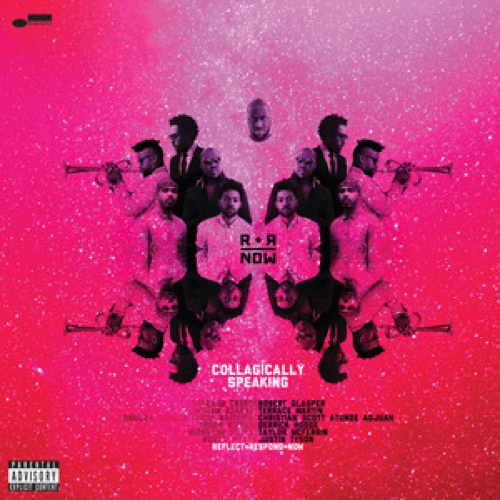 R+R
NOW
COLLAGICALLY
SPEAKING
ROBERT GLASPER
TERRACE MARTIN
CHRISTIAN SCOTT ATUNDE ADJUAH
DERRICK HODGE
TAYLOR MCFERRIN
JUSTIN TYSON
REFLECT+RESPOND=NOW
PARENTAL
ADVISORY
EXPLICIT CONTENT